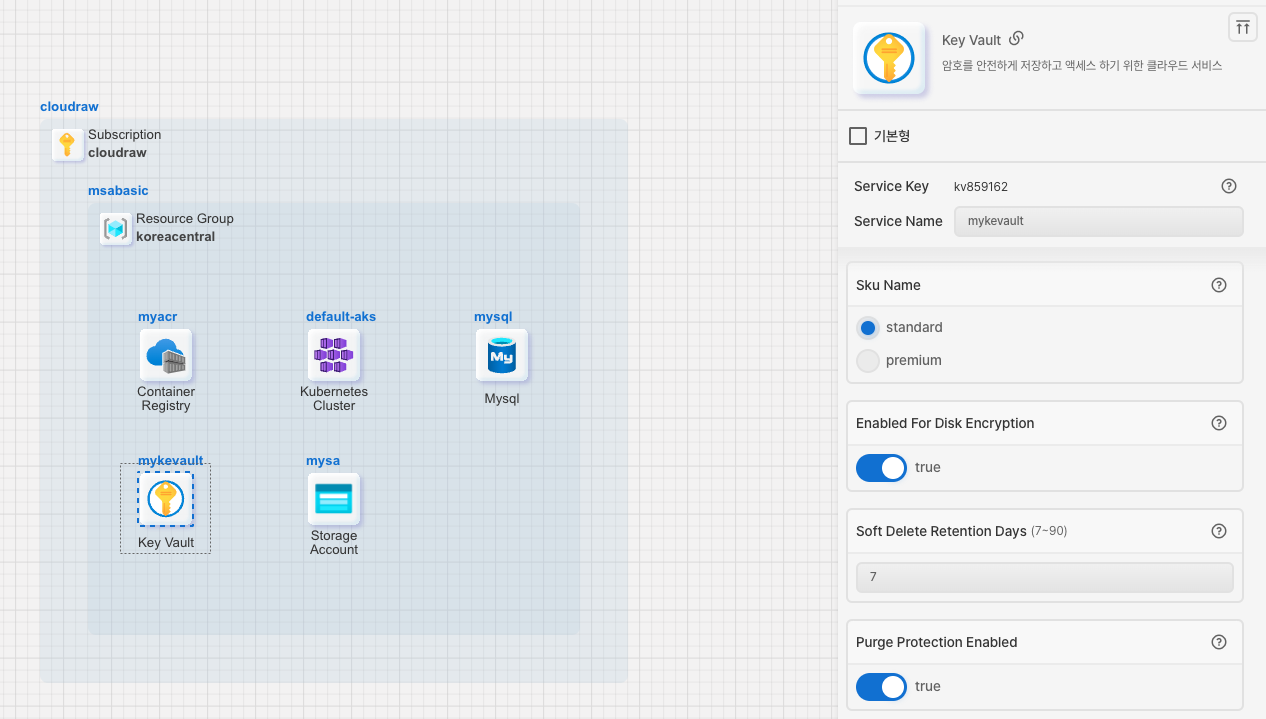 cloudraw
Subscription
cloudraw
msabasic
Resource Group
koreacentral
myacr
Container
Registry
default-aks
Kubernetes
Cluster
mysql
My
Mysql
mykevault
Key Vault
mysa
Storage
Account
Key Vault
암호를 안전하게 저장하고 액세스 하기 위한 클라우드 서비스
기본형
Service Key kv859162
Service Name mykevault
Sku Name
standard
premium
Enabled For Disk Encryption
true
Soft Delete Retention Days (7~90)
7
Purge Protection Enabled
true